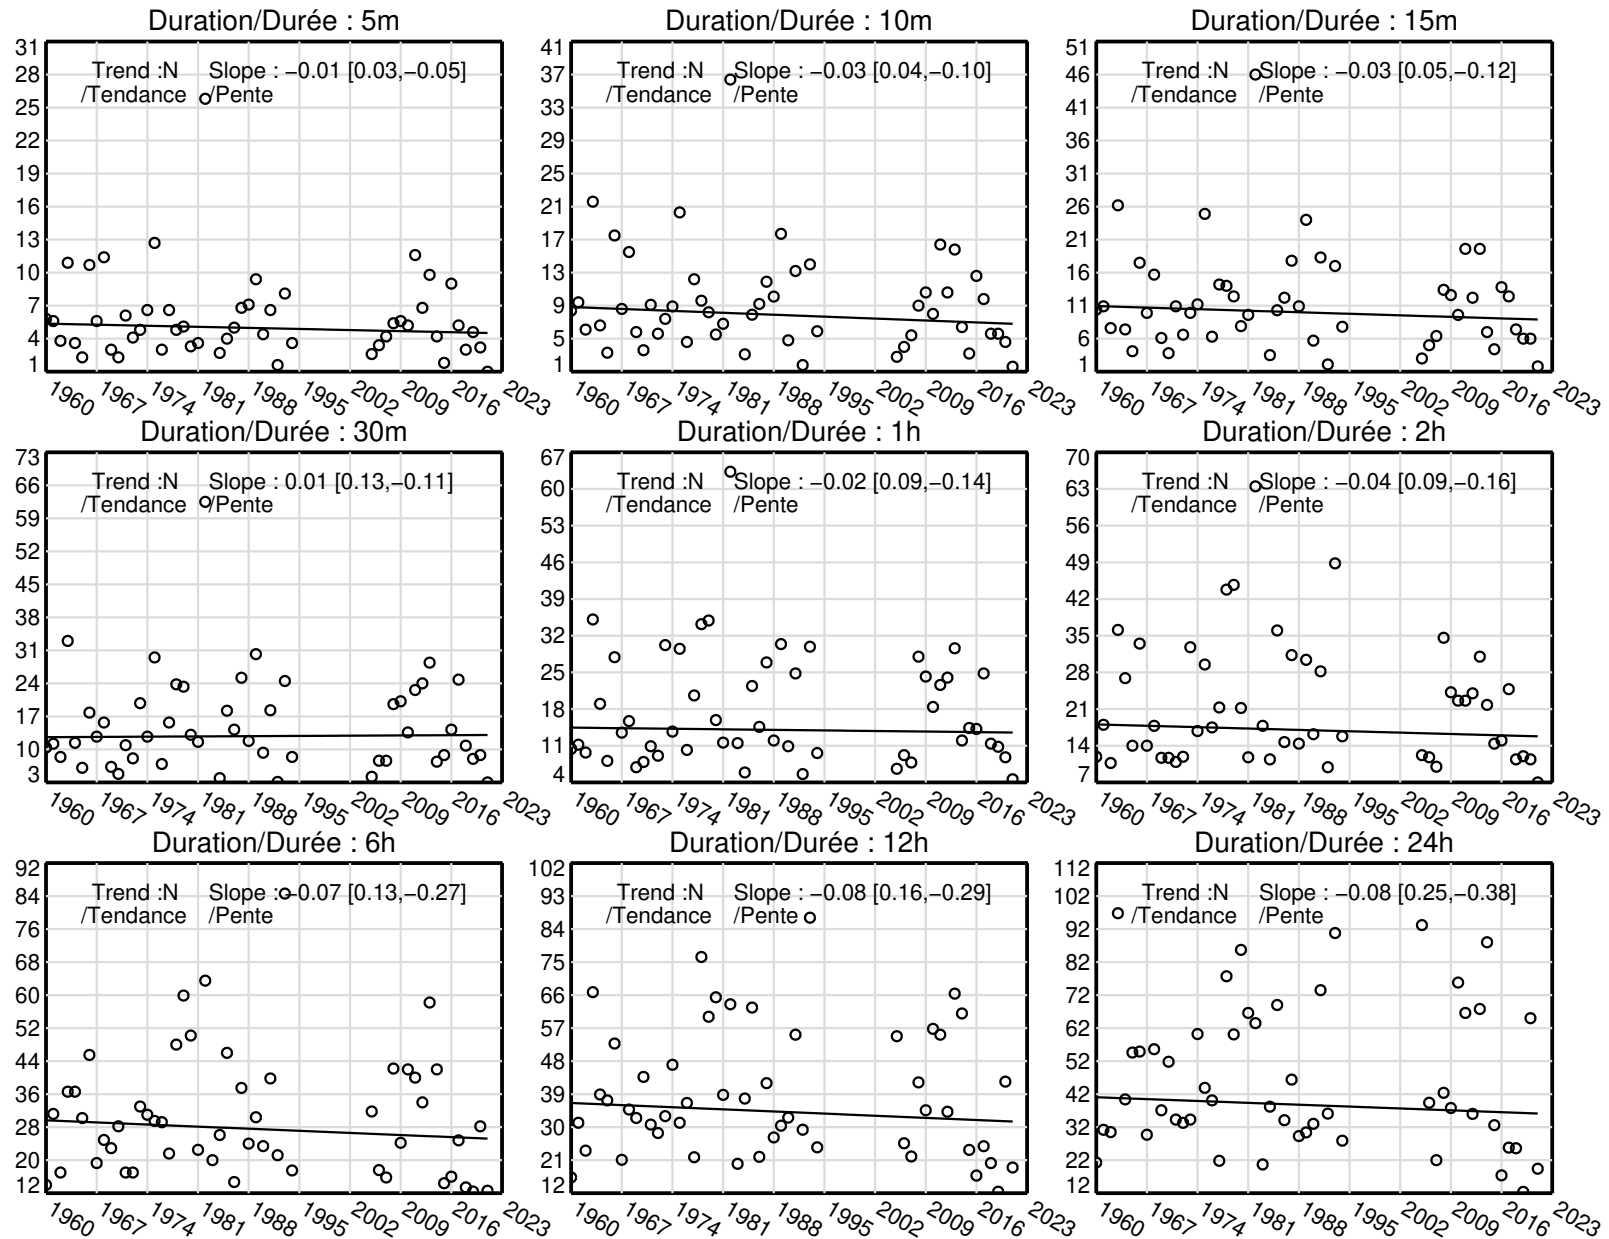 Duration/Durée : 5m
31
28
25
22
19
16
13
10
7
4
1
Trend :N Slope : −0.01 [0.03,−0.05]
/Tendance /Pente
1960 1967 1974 1981 1988 1995 2002 2009 2016 2023
Duration/Durée : 10m
41
37
33
29
25
21
17
13
9
5
1
Trend :N Slope : −0.03 [0.04,−0.10]
/Tendance /Pente
1960 1967 1974 1981 1988 1995 2002 2009 2016 2023
Duration/Durée : 15m
51
46
41
36
31
26
21
16
11
6
1
Trend :N Slope : −0.03 [0.05,−0.12]
/Tendance /Pente
1960 1967 1974 1981 1988 1995 2002 2009 2016 2023
Duration/Durée : 30m
73
66
59
52
45
38
31
24
17
10
3
Trend :N Slope : 0.01 [0.13,−0.11]
/Tendance /Pente
1960 1967 1974 1981 1988 1995 2002 2009 2016 2023
Duration/Durée : 1h
67
60
53
46
39
32
25
18
11
4
Trend :N Slope : −0.02 [0.09,−0.14]
/Tendance /Pente
1960 1967 1974 1981 1988 1995 2002 2009 2016 2023
Duration/Durée : 2h
70
63
56
49
42
35
28
21
14
7
Trend :N Slope : −0.04 [0.09,−0.16]
/Tendance /Pente
1960 1967 1974 1981 1988 1995 2002 2009 2016 2023
Duration/Durée : 6h
92
84
76
68
60
52
44
36
28
20
12
Trend :N Slope : −0.07 [0.13,−0.27]
/Tendance /Pente
1960 1967 1974 1981 1988 1995 2002 2009 2016 2023
Duration/Durée : 12h
102
93
84
75
66
57
48
39
30
21
12
Trend :N Slope : −0.08 [0.16,−0.29]
/Tendance /Pente
1960 1967 1974 1981 1988 1995 2002 2009 2016 2023
Duration/Durée : 24h
112
102
92
82
72
62
52
42
32
22
12
Trend :N Slope : −0.08 [0.25,−0.38]
/Tendance /Pente
1960 1967 1974 1981 1988 1995 2002 2009 2016 2023